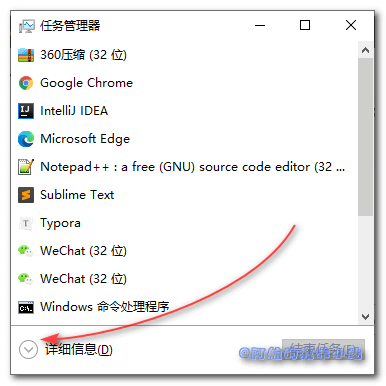 任务管理器
360压缩 (32 位)
Google Chrome
IntelliJ IDEA
Microsoft Edge
Notepad++ : a free (GNU) source code editor (32 ...
Sublime Text
Typora
WeChat (32 位)
WeChat (32 位)
Windows 命令处理程序
详细信息(D)
结束任务(E)